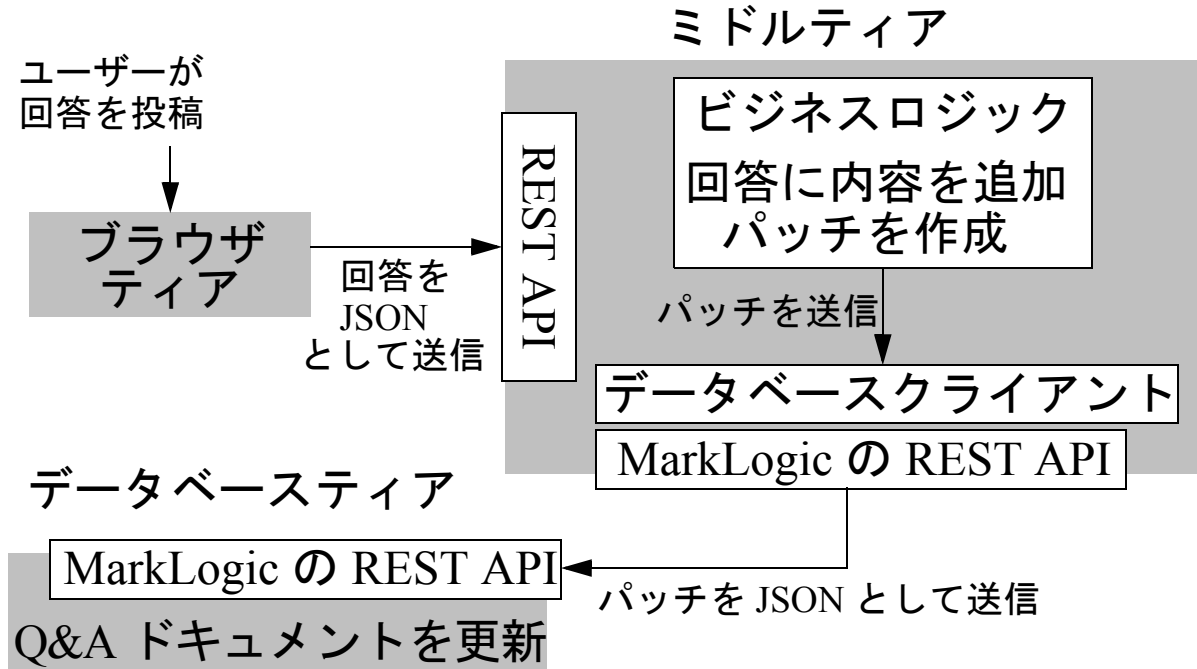 ミドルティア
ユーザーが
回答を投稿
ブラウザ
ティア
回答を
JSON
として送信
REST API
ビジネスロジック
回答に内容を追加
パッチを作成
パッチを送信
データベースクライアント
MarkLogic の REST API
データベースティア
MarkLogic の REST API
パッチを JSON として送信
Q&A ドキュメントを更新